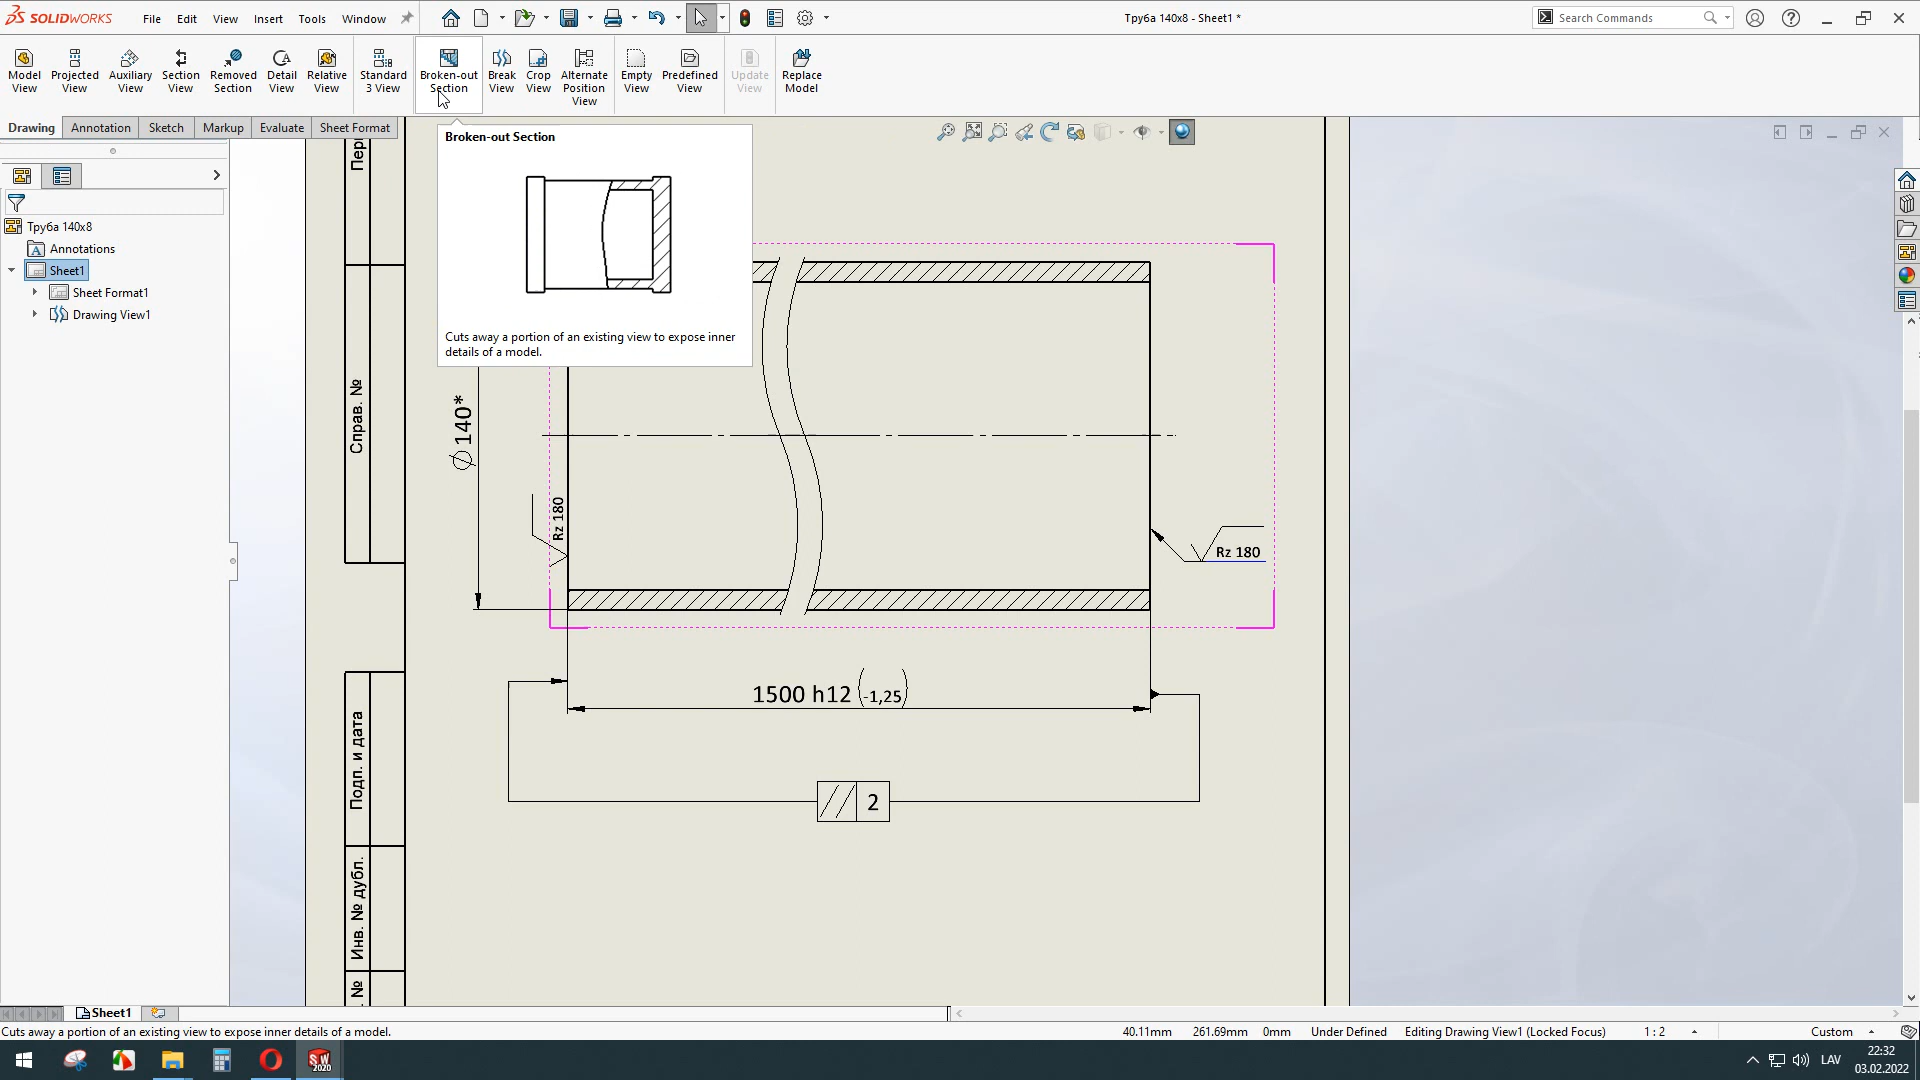 SOLIDWORKS File Edit View Insert Tools Window
Труба 140x8 - Sheet1 *
Search Commands
Model View
Projected View
Auxiliary View
Section View
Removed Section
Detail View
Relative View
Standard 3 View
Broken-out Section
Break View
Crop View
Alternate Position View
Empty View
Predefined View
Update View
Replace Model
Drawing Annotation Sketch Markup Evaluate Sheet Format
Broken-out Section
Cuts away a portion of an existing view to expose inner
details of a model.
Труба 140x8
Annotations
Sheet1
Sheet Format1
Drawing View1
Справ. №
Подп. и дата
Инв. № дубл.
№
⌀ 140*
Rz 180
Rz 180
1500 h12 (-1,25)
// 2
Sheet1
Cuts away a portion of an existing view to expose inner details of a model.
40.11mm 261.69mm 0mm Under Defined Editing Drawing View1 (Locked Focus) 1 : 2 Custom
SW 2020
LAV
22:32
03.02.2022